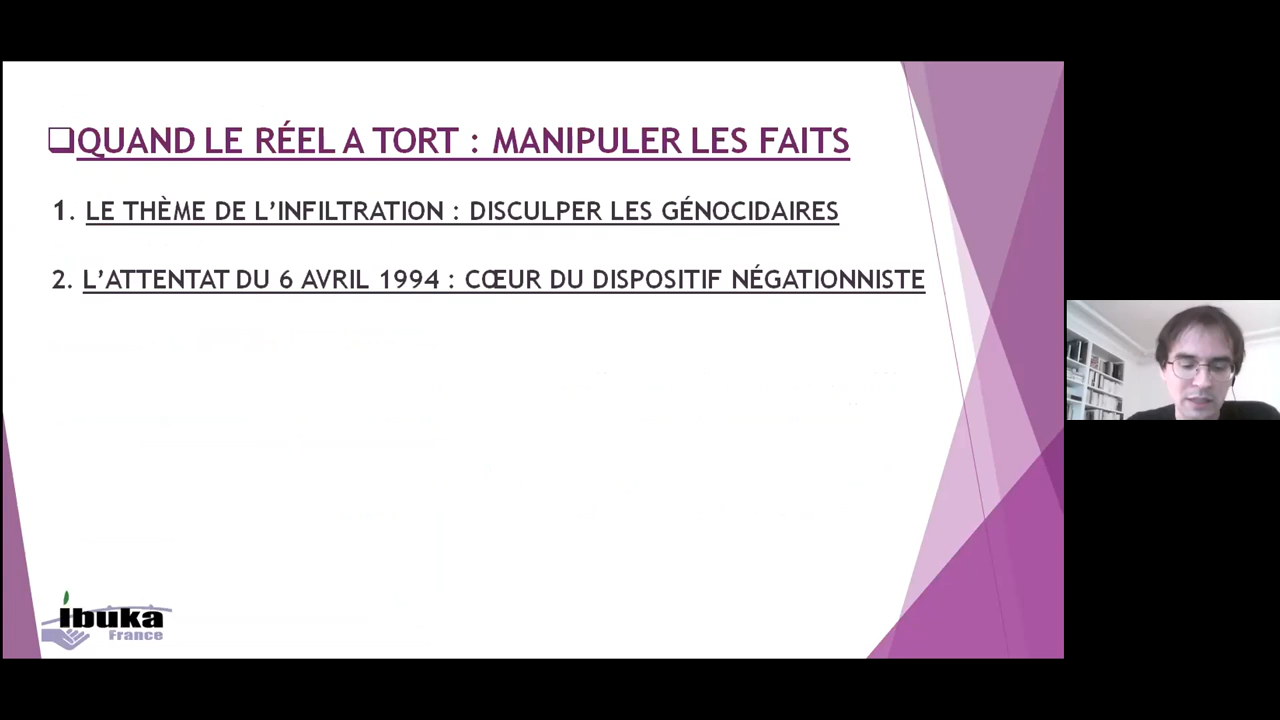 QUAND LE RÉEL A TORT : MANIPULER LES FAITS
1. LE THÈME DE L’INFILTRATION : DISCULPER LES GÉNOCIDAIRES
2. L’ATTENTAT DU 6 AVRIL 1994 : CŒUR DU DISPOSITIF NÉGATIONNISTE
ibuka
France